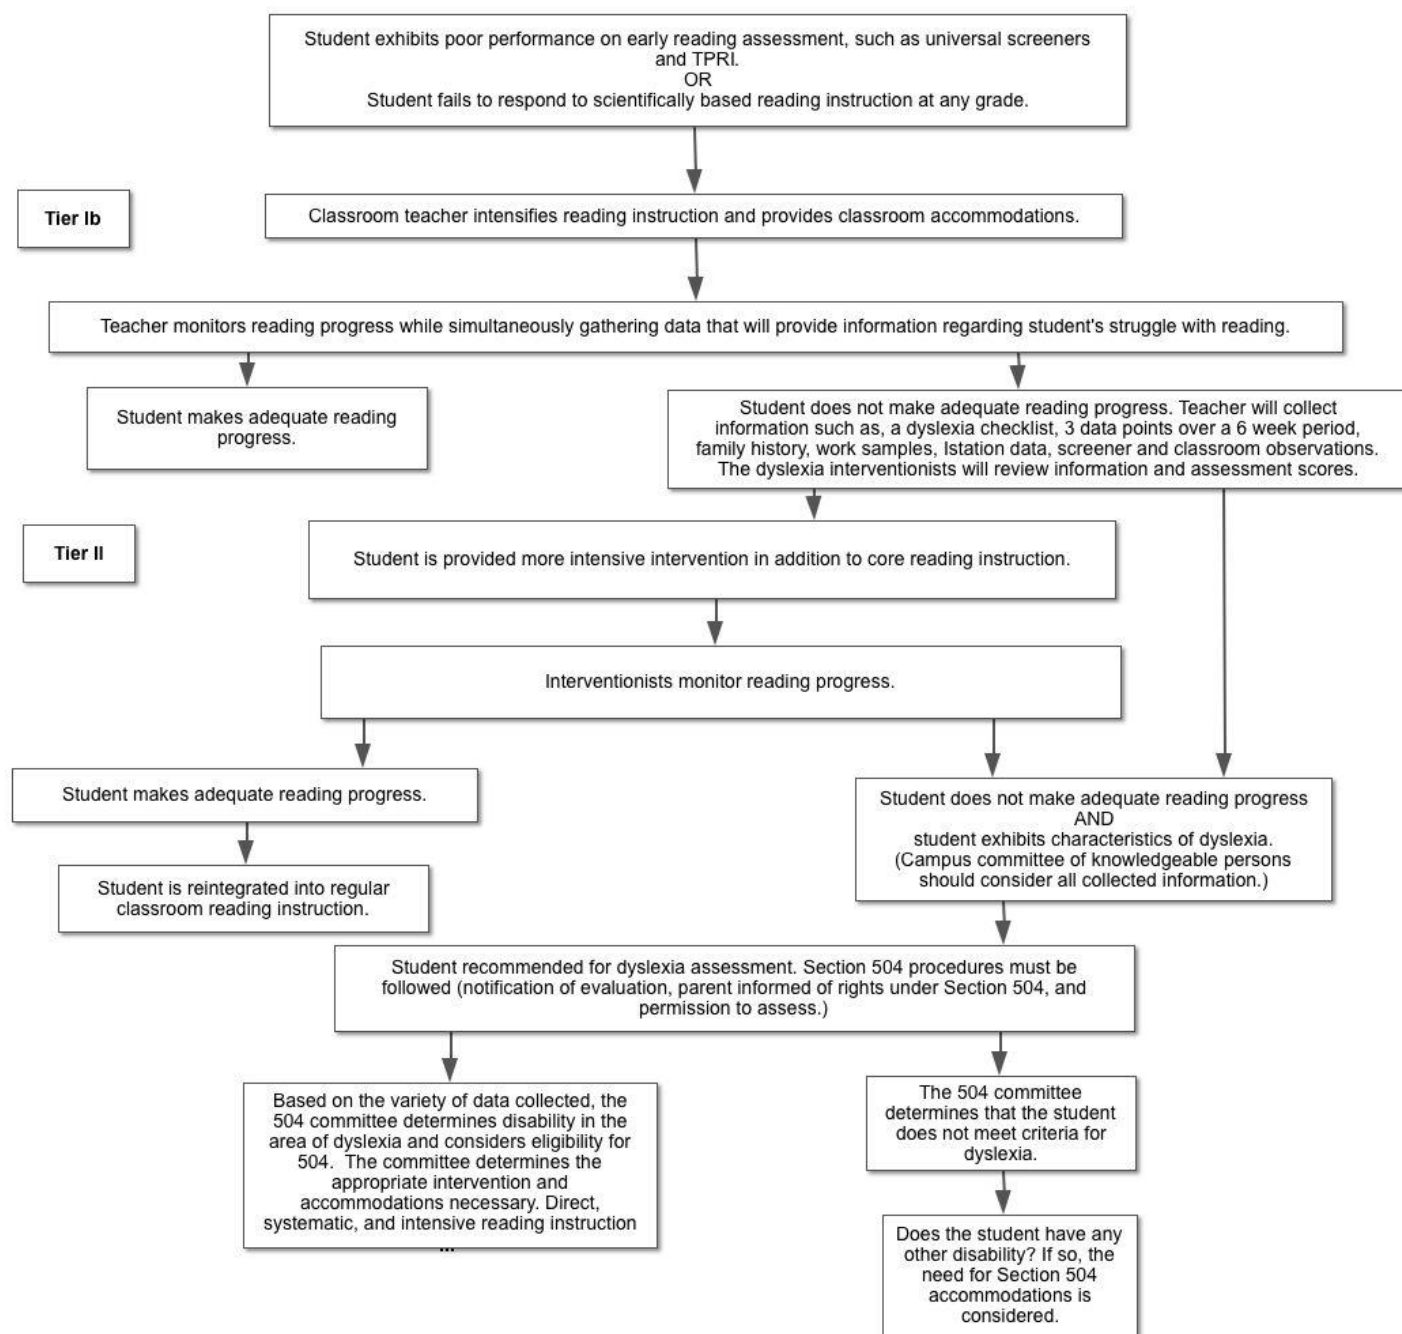 Student exhibits poor performance on early reading assessment, such as universal screeners
and TPRI.
OR
Student fails to respond to scientifically based reading instruction at any grade.
Tier Ib
Classroom teacher intensifies reading instruction and provides classroom accommodations.
Teacher monitors reading progress while simultaneously gathering data that will provide information regarding student's struggle with reading.
Student makes adequate reading
progress.
Student does not make adequate reading progress. Teacher will collect
information such as, a dyslexia checklist, 3 data points over a 6 week period,
family history, work samples, Istation data, screener and classroom observations.
The dyslexia interventionists will review information and assessment scores.
Tier II
Student is provided more intensive intervention in addition to core reading instruction.
Interventionists monitor reading progress.
Student makes adequate reading progress.
Student does not make adequate reading progress
AND
student exhibits characteristics of dyslexia.
(Campus committee of knowledgeable persons
should consider all collected information.)
Student is reintegrated into regular
classroom reading instruction.
Student recommended for dyslexia assessment. Section 504 procedures must be
followed (notification of evaluation, parent informed of rights under Section 504, and
permission to assess.)
Based on the variety of data collected, the
504 committee determines disability in the
area of dyslexia and considers eligibility for
504.  The committee determines the
appropriate intervention and
accommodations necessary. Direct,
systematic, and intensive reading instruction
...
The 504 committee
determines that the student
does not meet criteria for
dyslexia.
Does the student have any
other disability? If so, the
need for Section 504
accommodations is
considered.